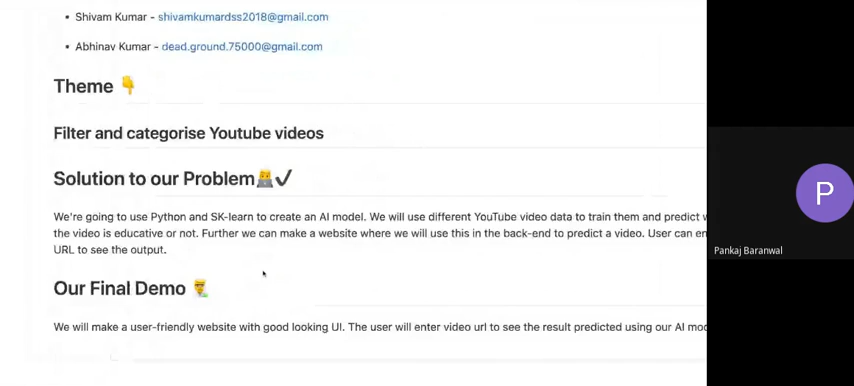 Shivam Kumar - shivamkumardss2018@gmail.com
Abhinav Kumar - dead.ground.75000@gmail.com
Theme
Filter and categorise Youtube videos
Solution to our Problem
We're going to use Python and SK-learn to create an AI model. We will use different YouTube video data to train them and predict
the video is educative or not. Further we can make a website where we will use this in the back-end to predict a video. User can
URL to see the output.
Our Final Demo
We will make a user-friendly website with good looking UI. The user will enter video url to see the result predicted using our AI
P
Pankaj Baranwal